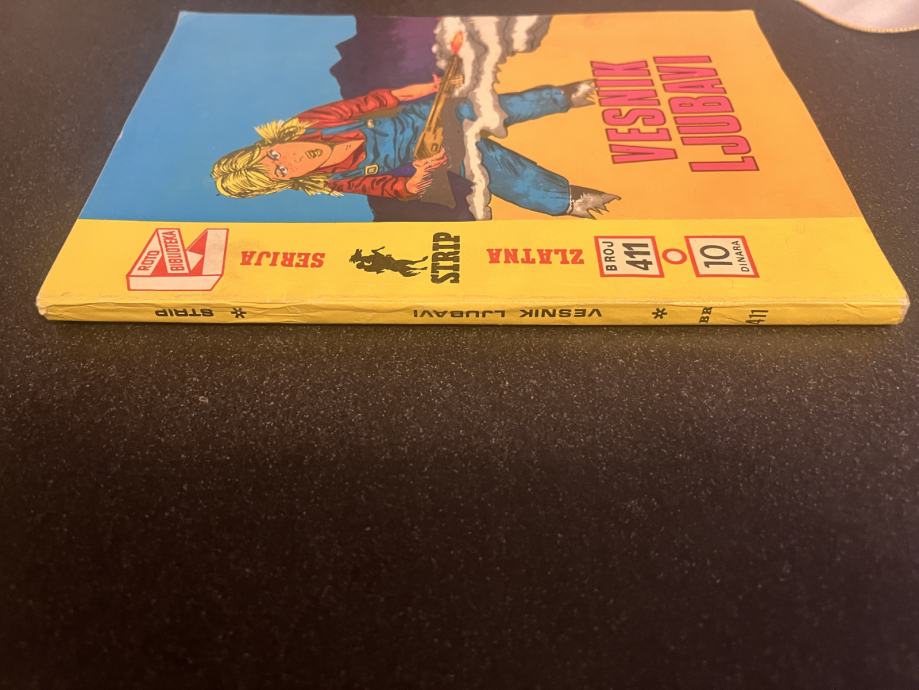 VESNIK
LJUBAVI
ROTO
BIBLIOTEKA
ZLATNA
SERIJA
STRIP
BROJ
411
10
DINARA
STRIP * VESNIK LJUBAVI * BR 411